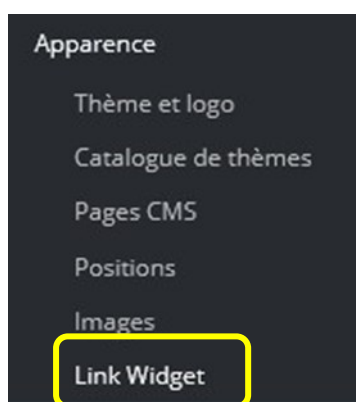 Apparence
Thème et logo
Catalogue de thèmes
Pages CMS
Positions
Images
Link Widget